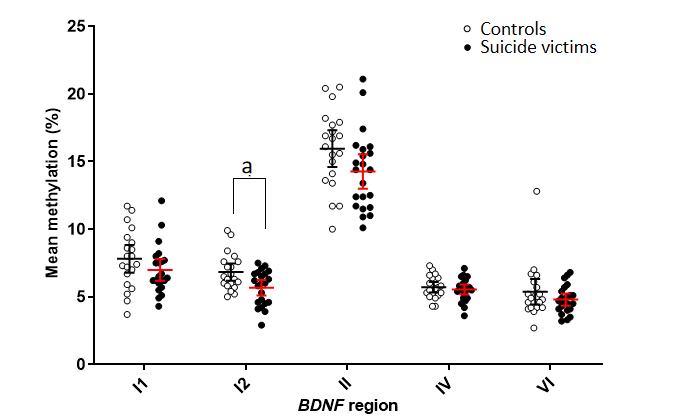 Controls
Suicide victims
25
20
15
10
5
0
Mean methylation (%)
a
I1 I2 II IV VI
BDNF region